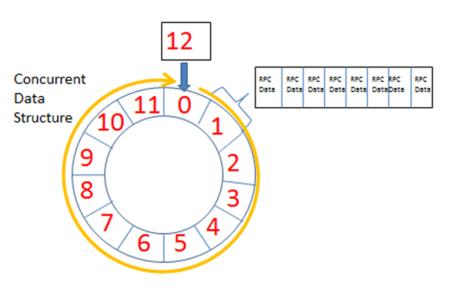 12
Concurrent
Data
Structure
RPC RPC RPC RPC RPC RPC RPC RPC
Data Data Data Data Data Data Data Data
11 0
10 1
9 2
8 3
7 4
6 5